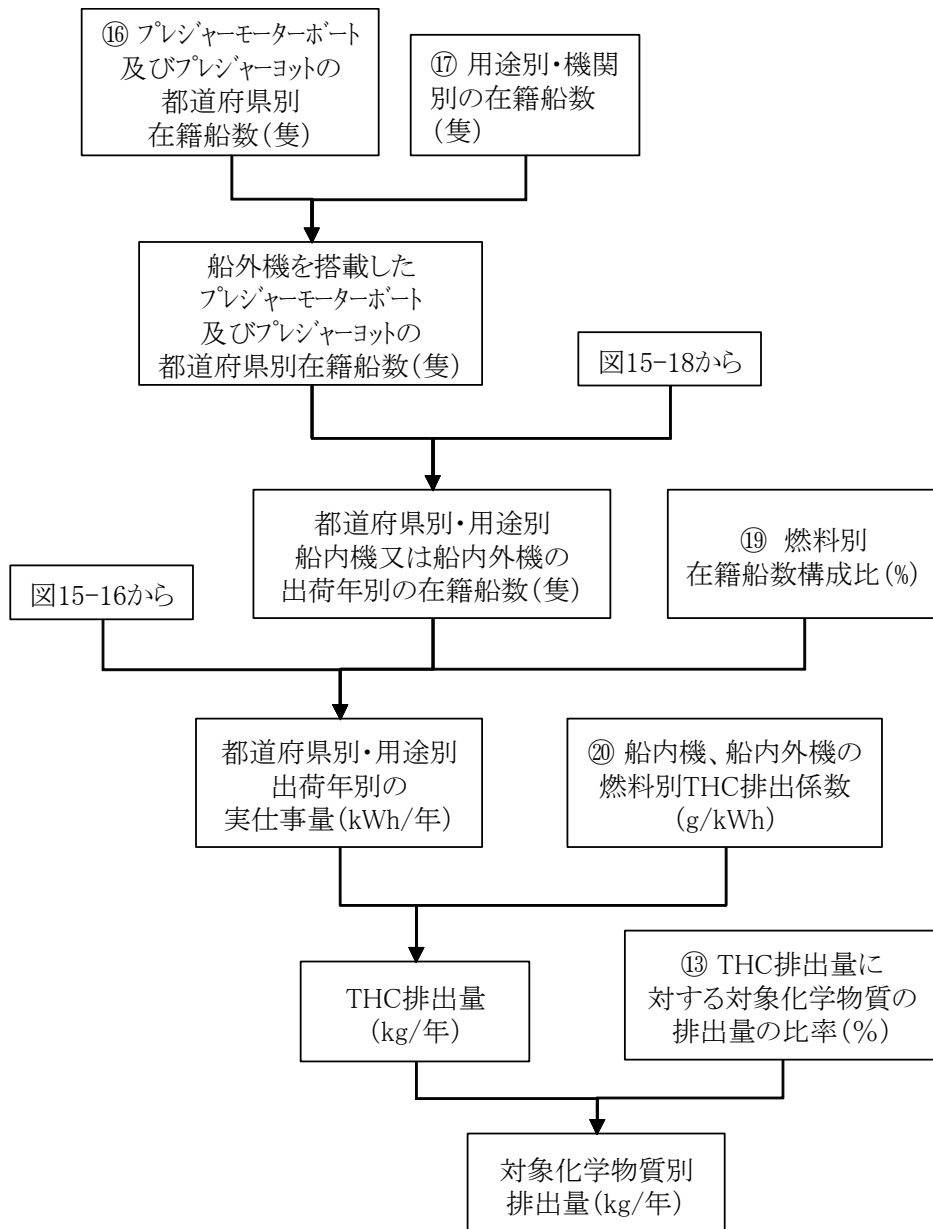 ⑯ プレジャーモーターボート
及びプレジャーヨットの
都道府県別
在籍船数(隻)
⑰ 用途別・機関
別の在籍船数
(隻)
船外機を搭載した
プレジャーモーターボート
及びプレジャーヨットの
都道府県別在籍船数(隻)
図15-18から
都道府県別・用途別
船内機又は船内外機の
出荷年別の在籍船数(隻)
⑲ 燃料別
在籍船数構成比(%)
図15-16から
都道府県別・用途別
出荷年別の
実仕事量(kWh/年)
⑳ 船内機、船内外機の
燃料別THC排出係数
(g/kWh)
THC排出量
(kg/年)
⑬ THC排出量に
対する対象化学物質の
排出量の比率(%)
対象化学物質別
排出量(kg/年)